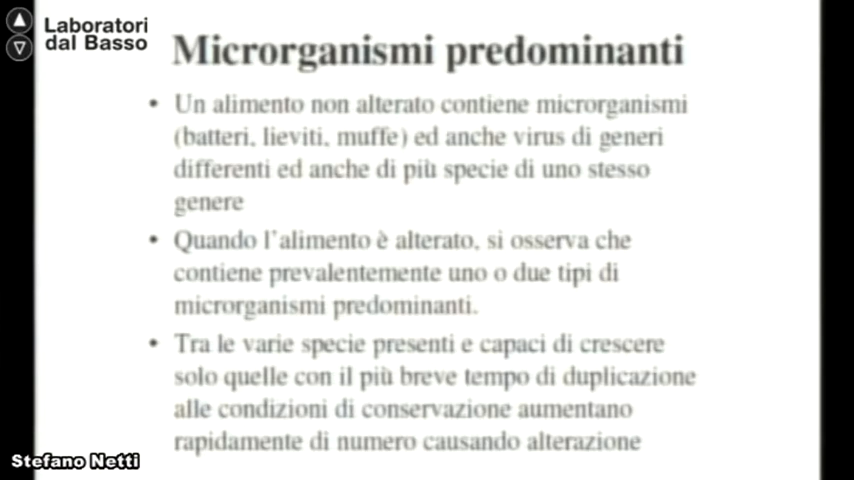 Laboratori
dal Basso
Microrganismi predominanti
• Un alimento non alterato contiene microrganismi
(batteri, lieviti, muffe) ed anche virus di generi
differenti ed anche di più specie di uno stesso
genere
• Quando l'alimento è alterato, si osserva che
contiene prevalentemente uno o due tipi di
microrganismi predominanti.
• Tra le varie specie presenti e capaci di crescere
solo quelle con il più breve tempo di duplicazione
alle condizioni di conservazione aumentano
rapidamente di numero causando alterazione
Stefano Netti